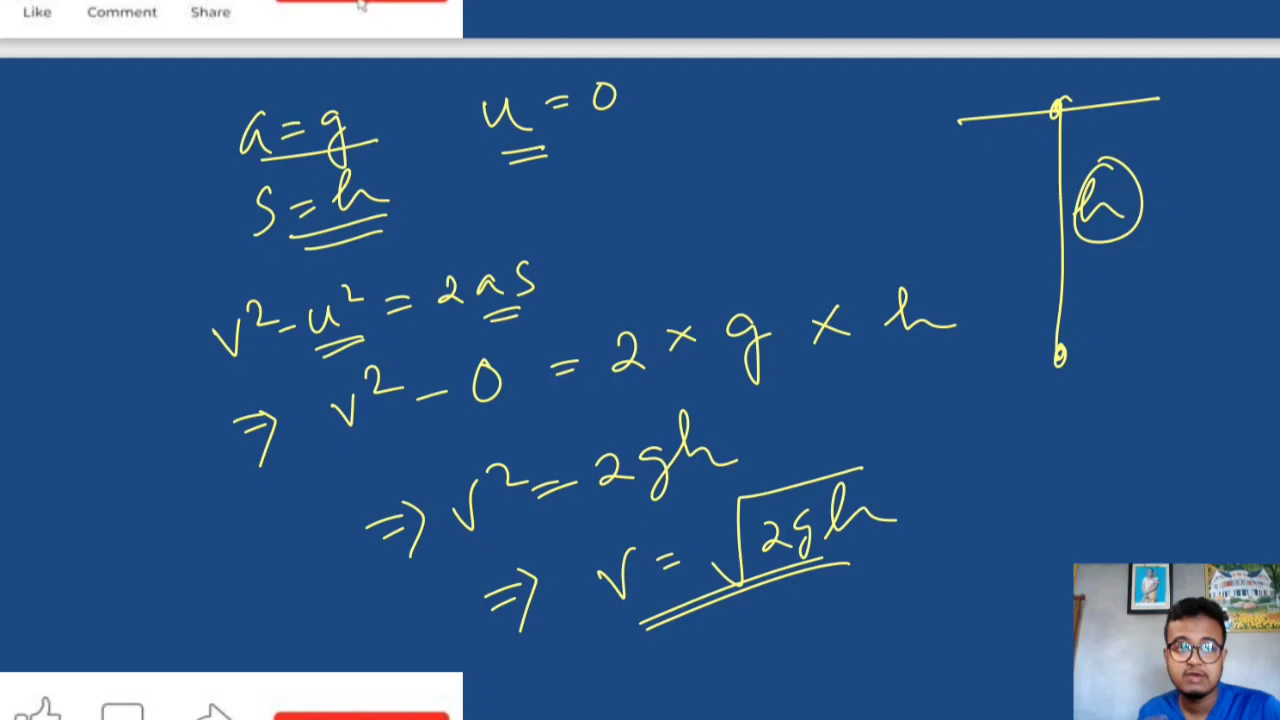 Like Comment Share
a = g
u = 0
s = h
h
v² - u² = 2as
⇒ v² - 0 = 2 × g × h
⇒ v² = 2gh
⇒ v = √2gh